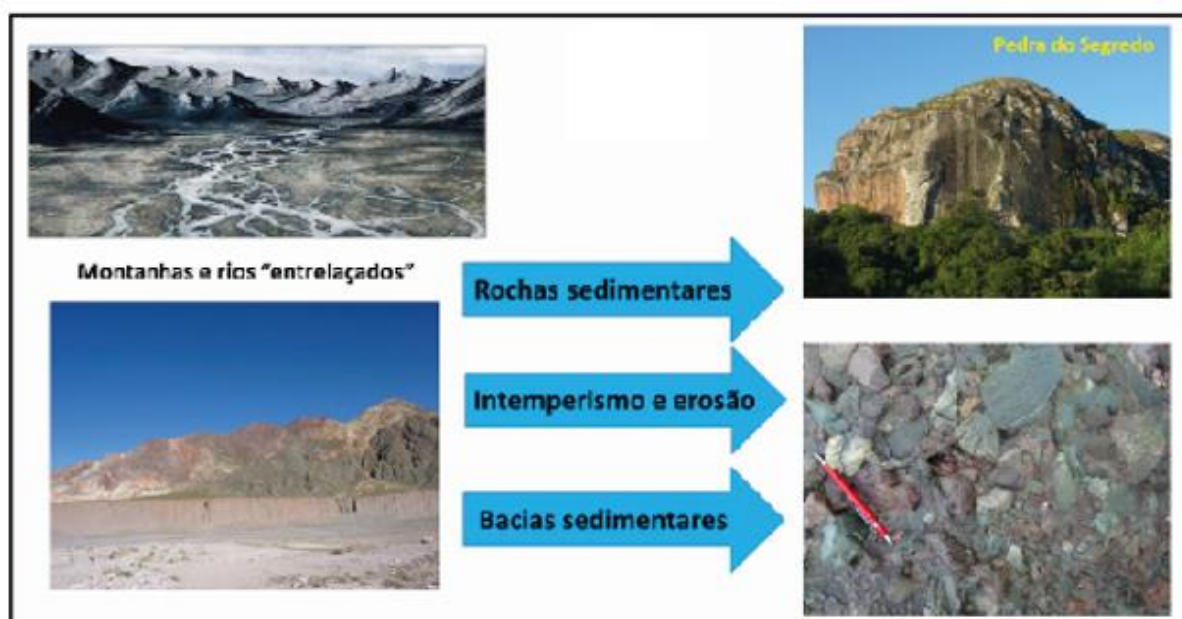 Pedra do Segredo
Montanhas e rios “entrelaçados”
Rochas sedimentares
Intemperismo e erosão
Bacias sedimentares